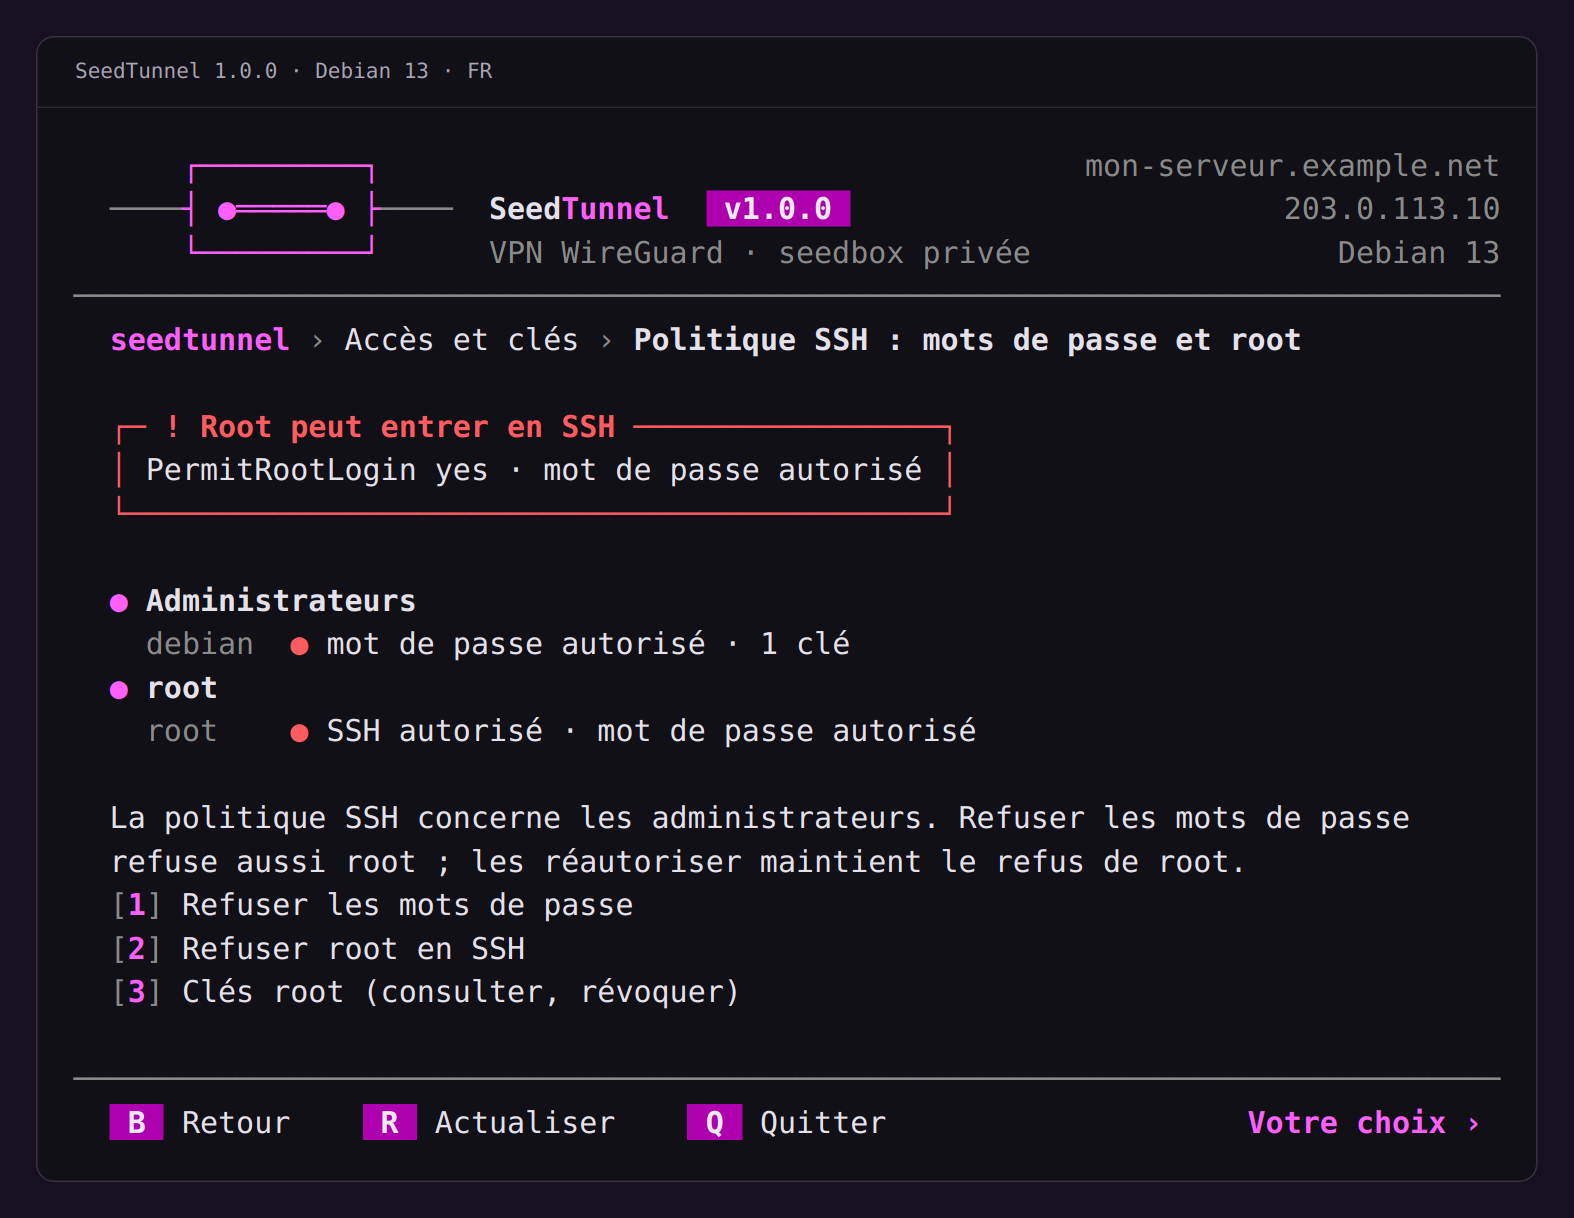 SeedTunnel 1.0.0 · Debian 13 · FR
mon-serveur.example.net
SeedTunnel v1.0.0 203.0.113.10
VPN WireGuard · seedbox privée Debian 13
seedtunnel › Accès et clés › Politique SSH : mots de passe et root
! Root peut entrer en SSH
PermitRootLogin yes · mot de passe autorisé
● Administrateurs
debian ● mot de passe autorisé · 1 clé
● root
root ● SSH autorisé · mot de passe autorisé
La politique SSH concerne les administrateurs. Refuser les mots de passe
refuse aussi root ; les réautoriser maintient le refus de root.
[1] Refuser les mots de passe
[2] Refuser root en SSH
[3] Clés root (consulter, révoquer)
B Retour R Actualiser Q Quitter Votre choix ›